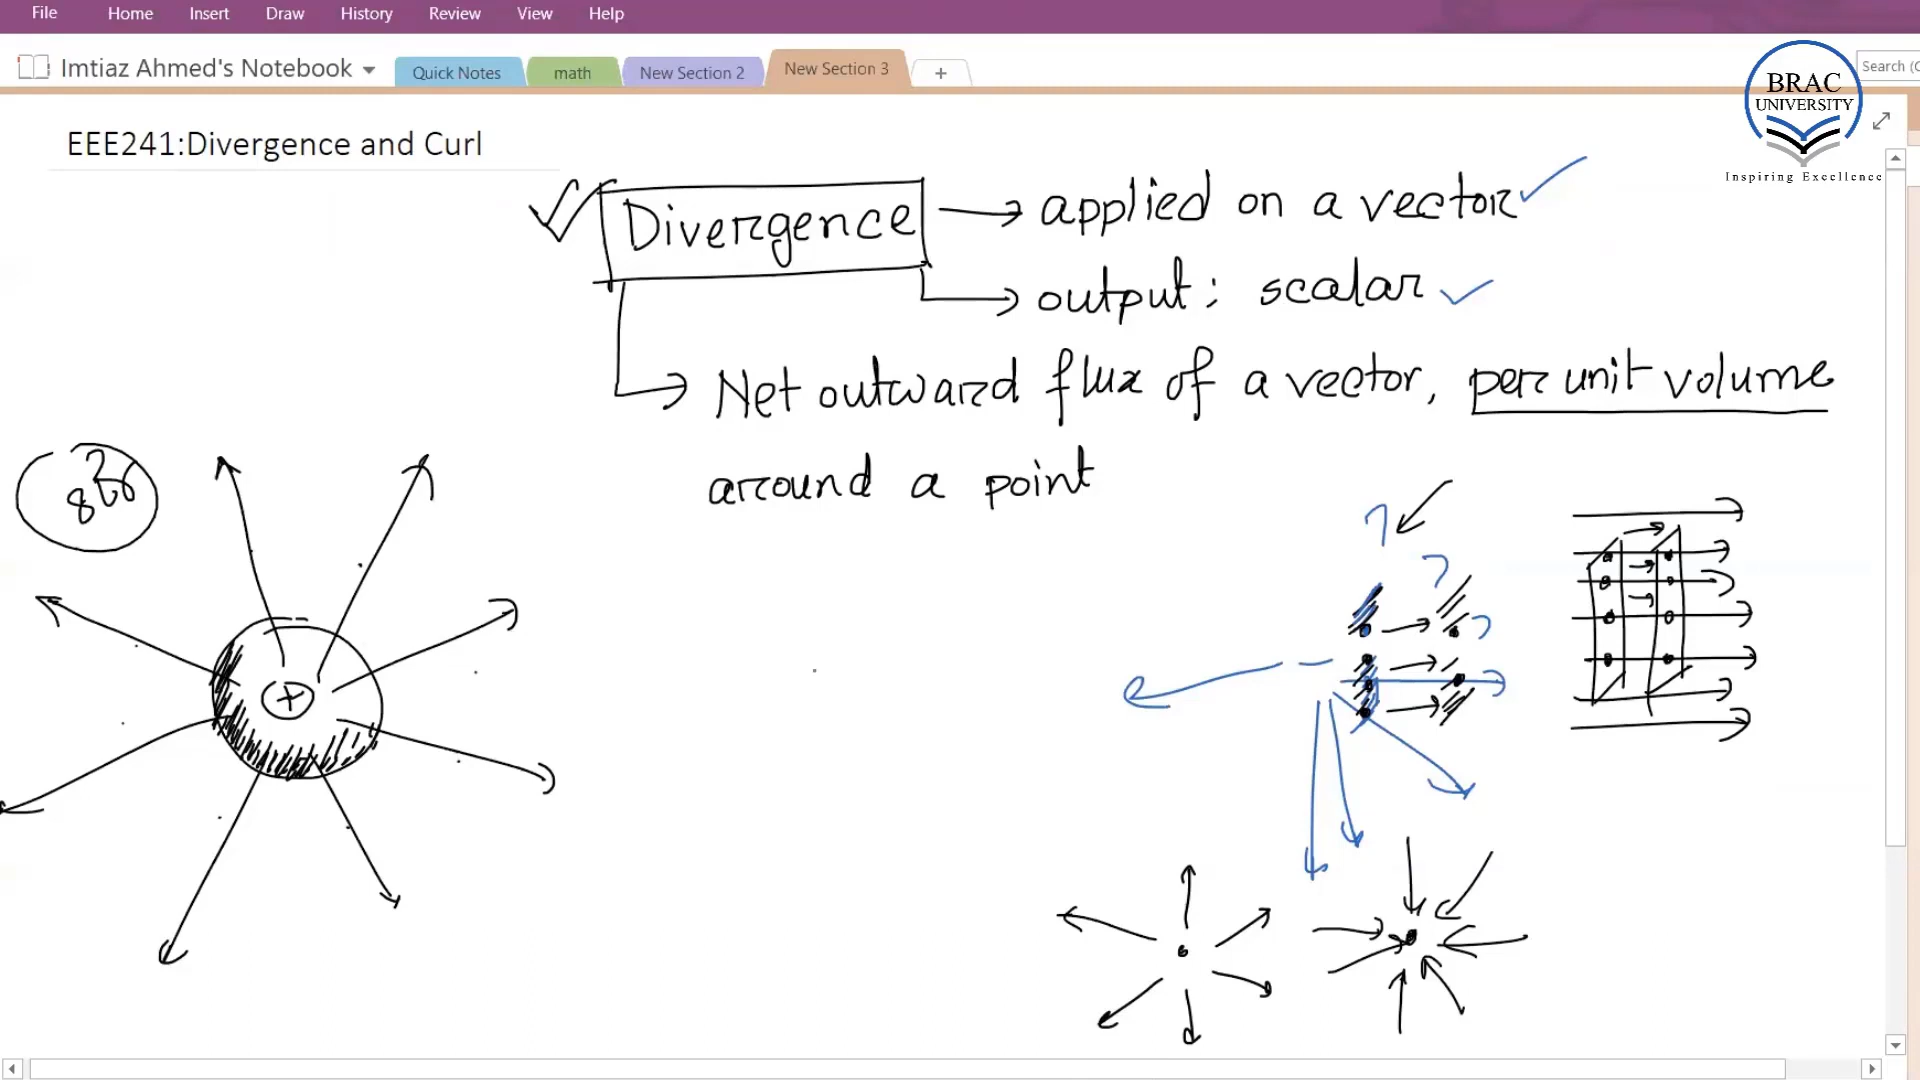 File Home Insert Draw History Review View Help
Imtiaz Ahmed's Notebook Quick Notes math New Section 2 New Section 3 +
Search (C
BRAC
UNIVERSITY
Inspiring Excellence
EEE241:Divergence and Curl
Divergence → applied on a vector
→ output: scalar
→ Net outward flux of a vector, per unit volume
around a point
+